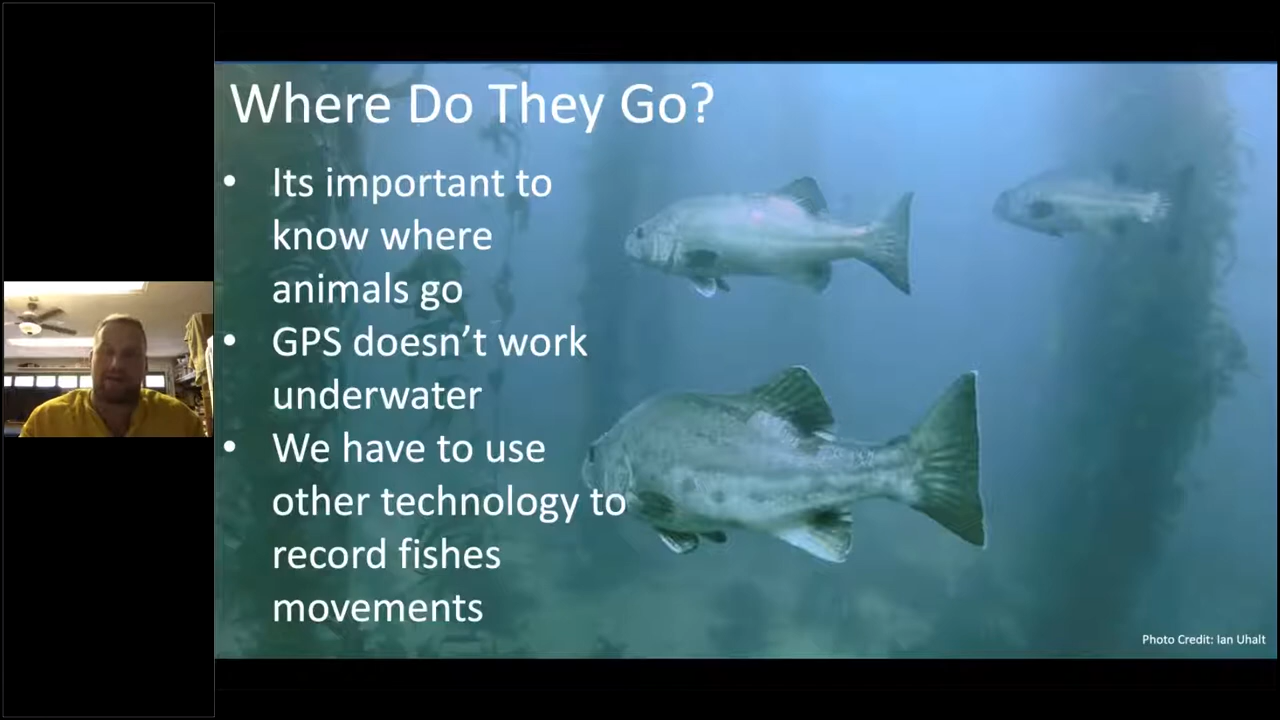 Where Do They Go?
• Its important to
know where
animals go
• GPS doesn’t work
underwater
• We have to use
other technology to
record fishes
movements
Photo Credit: Ian Uhalt